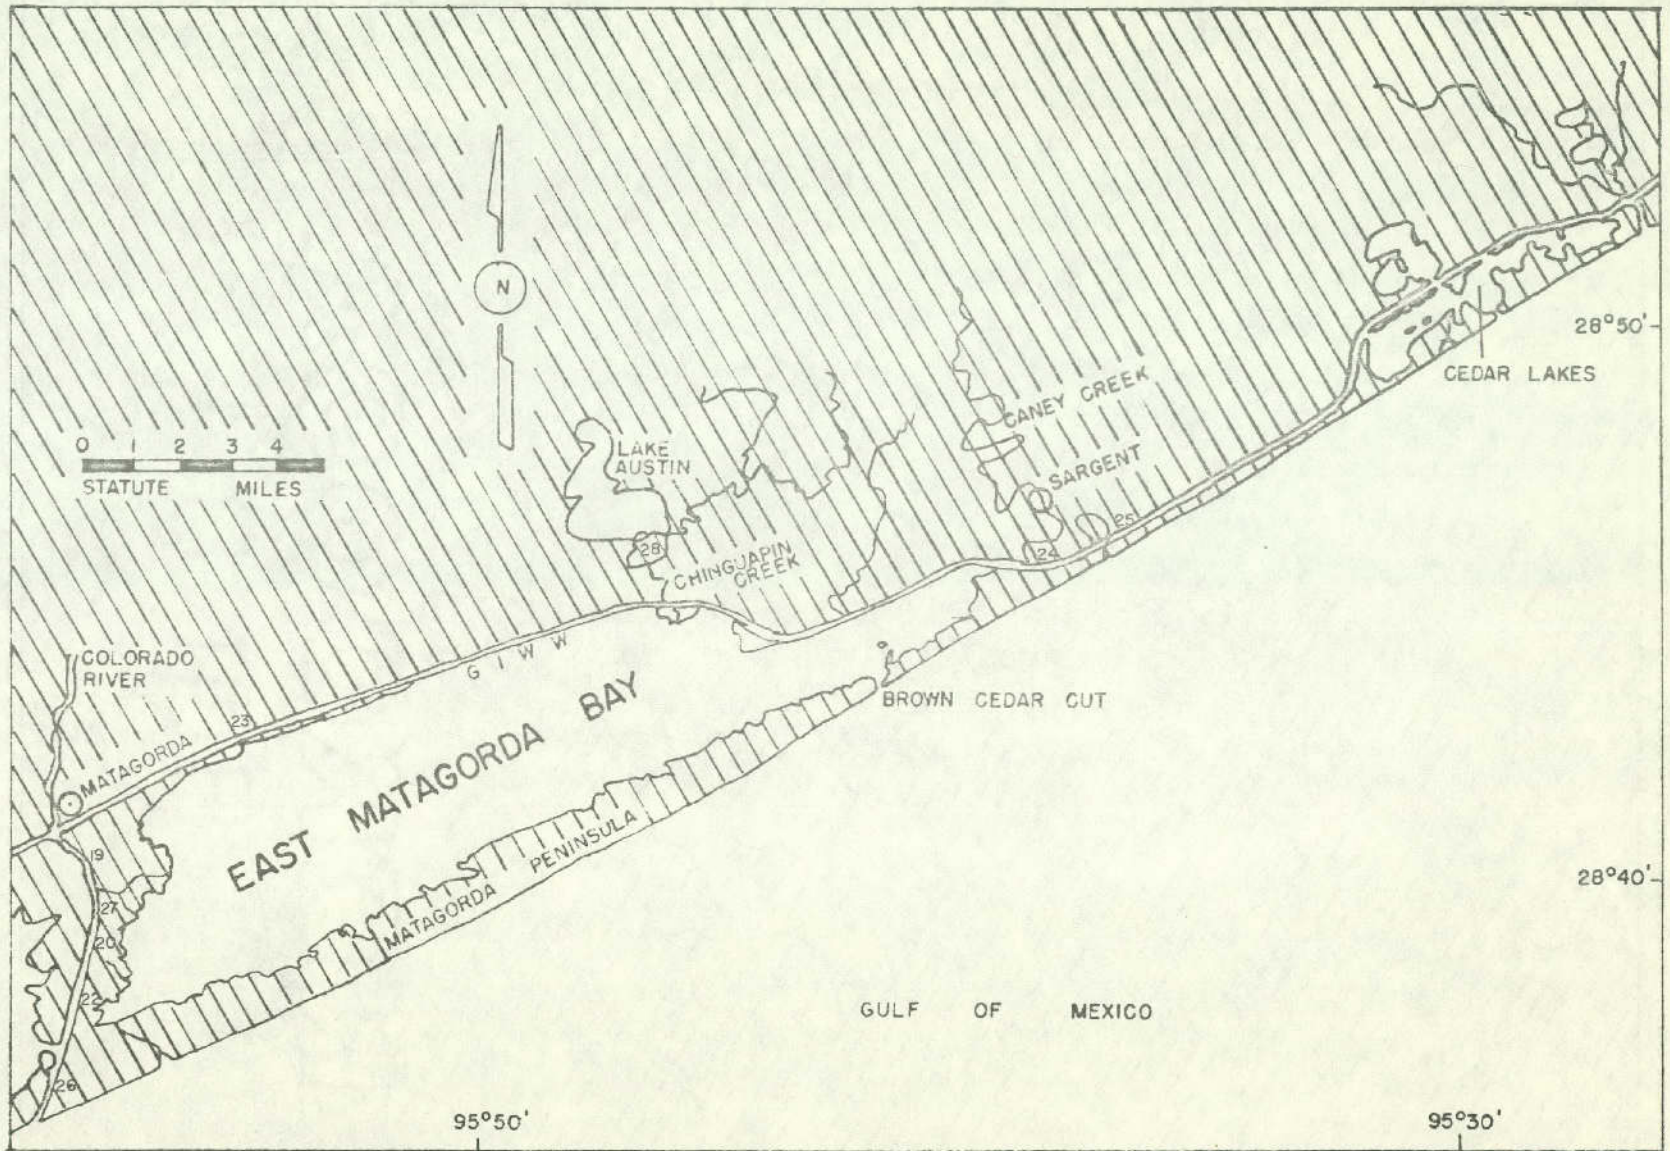 N
28°50'
CEDAR LAKES
CANEY CREEK
SARGENT
0 1 2 3 4
STATUTE MILES
LAKE
AUSTIN
25
24
28
CHINGUAPIN
CREEK
COLORADO
RIVER
G I W W
BROWN CEDAR CUT
23
MATAGORDA
EAST MATAGORDA BAY
MATAGORDA PENINSULA
19
28°40'
27
20
22
GULF OF MEXICO
26
95°50'
95°30'